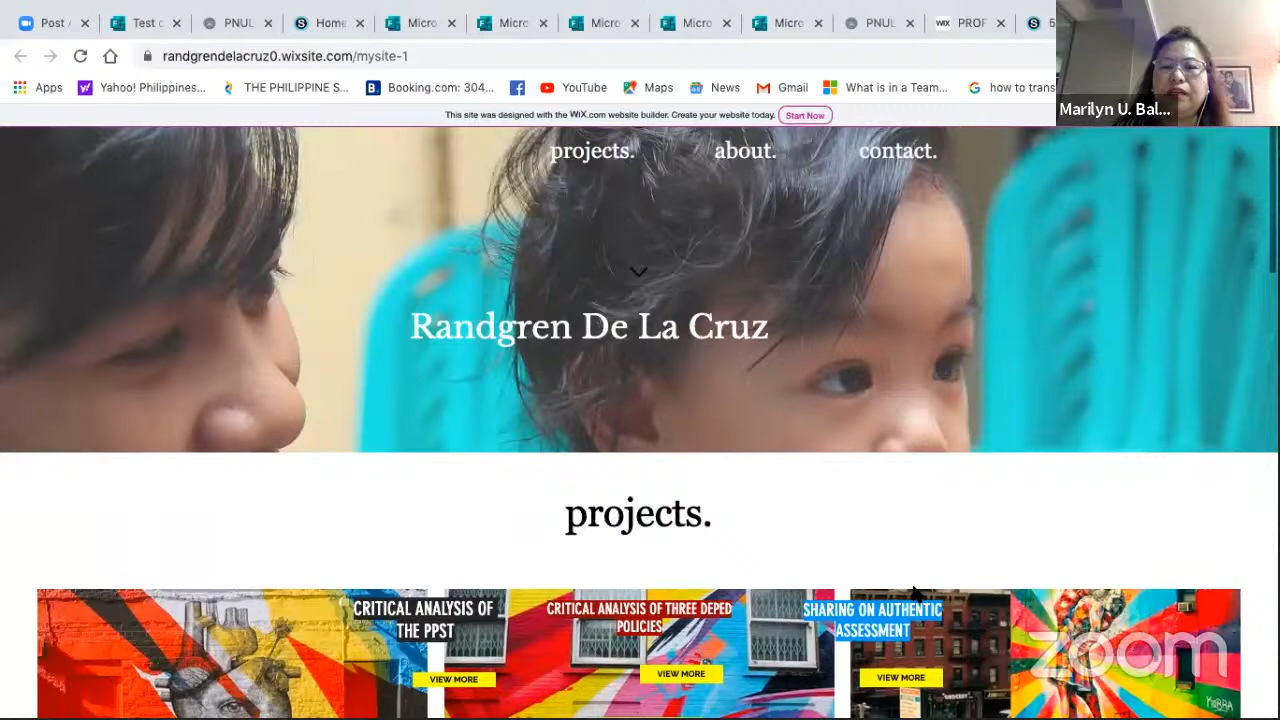 Post /
Test c
PNUL
Home
Micro
Micro
Micro
Micro
Micro
PNUL
WIX PROF
5
randgrendelacruz0.wixsite.com/mysite-1
Apps
Yahoo! Philippines...
THE PHILIPPINE S...
Booking.com: 304...
YouTube
Maps
News
Gmail
What is in a Team...
how to trans
Marilyn U. Bal...
This site was designed with the WiX.com website builder. Create your website today.
Start Now
projects.
about.
contact.
Randgren De La Cruz
projects.
CRITICAL ANALYSIS OF
THE PPST
VIEW MORE
CRITICAL ANALYSIS OF THREE DEPED
POLICIES
VIEW MORE
SHARING ON AUTHENTIC
ASSESSMENT
VIEW MORE
zoom